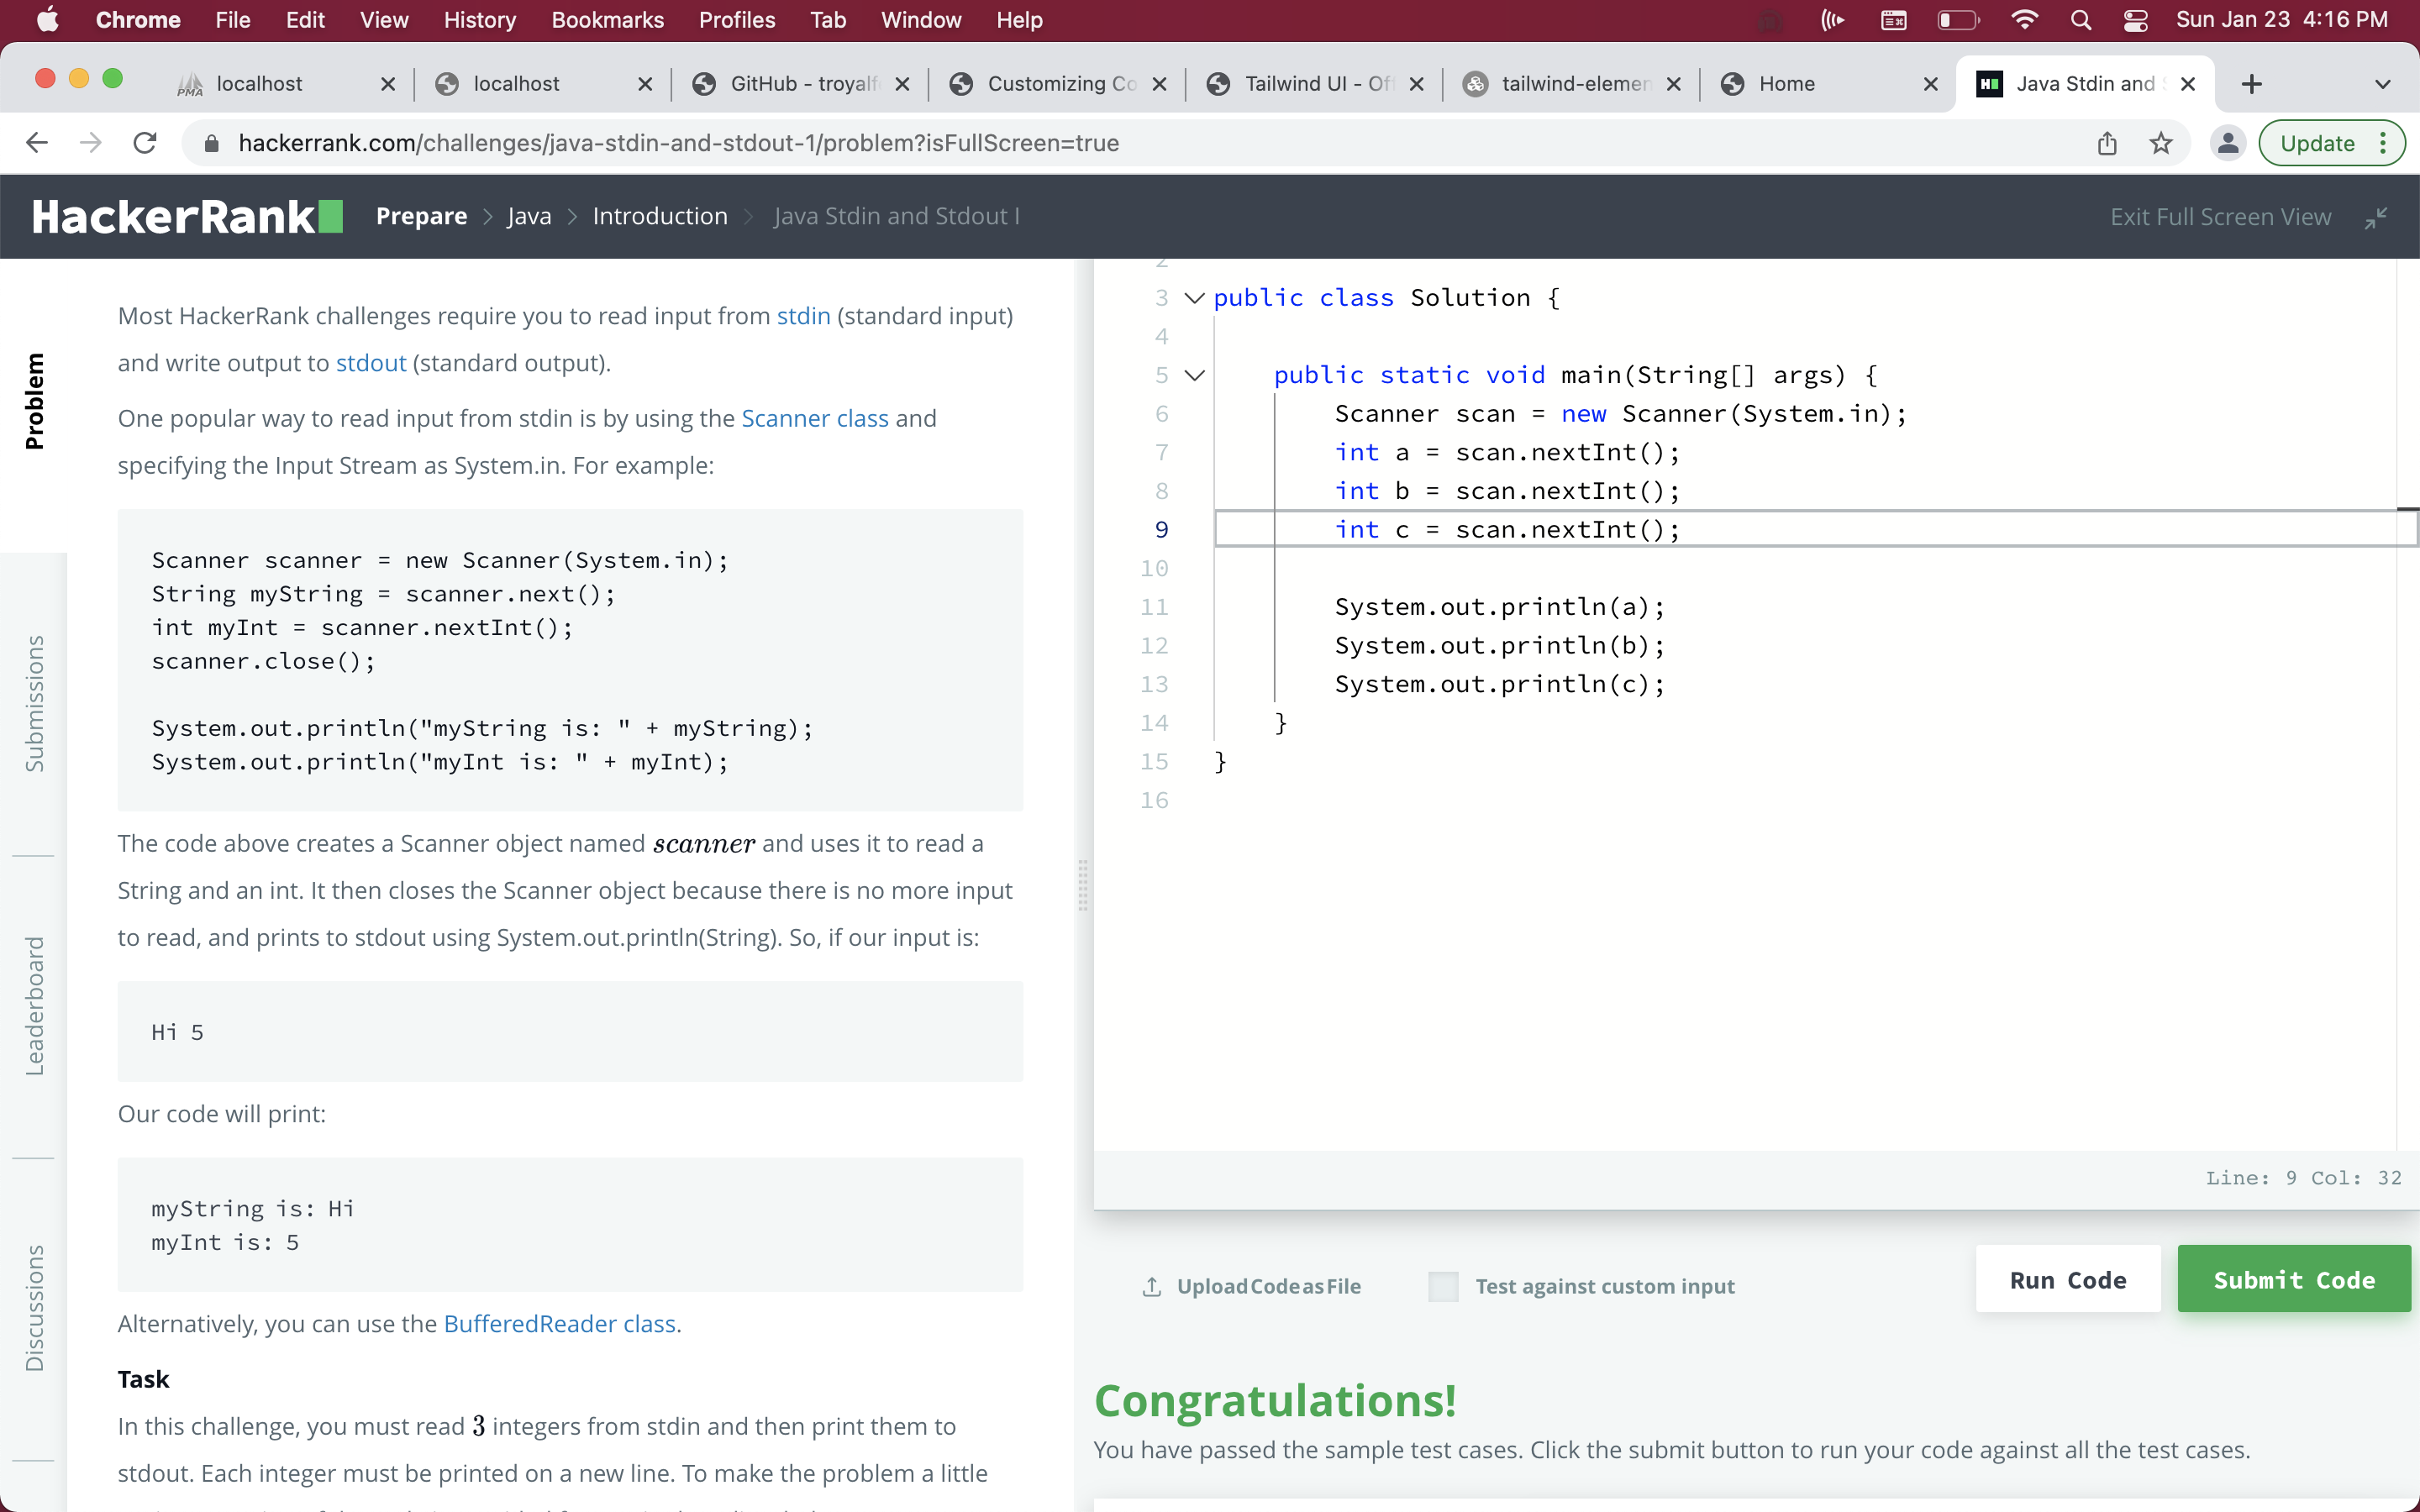 Chrome File Edit View History Bookmarks Profiles Tab Window Help Sun Jan 23 4:16 PM
PMA localhost localhost GitHub - troyalf Customizing Co Tailwind UI - Of tailwind-elemen Home Java Stdin and
hackerrank.com/challenges/java-stdin-and-stdout-1/problem?isFullScreen=true Update
HackerRank Prepare > Java > Introduction > Java Stdin and Stdout I Exit Full Screen View
Problem
Submissions
Leaderboard
Discussions
Most HackerRank challenges require you to read input from stdin (standard input)
and write output to stdout (standard output).
One popular way to read input from stdin is by using the Scanner class and
specifying the Input Stream as System.in. For example:
Scanner scanner = new Scanner(System.in);
String myString = scanner.next();
int myInt = scanner.nextInt();
scanner.close();
System.out.println("myString is: " + myString);
System.out.println("myInt is: " + myInt);
The code above creates a Scanner object named scanner and uses it to read a
String and an int. It then closes the Scanner object because there is no more input
to read, and prints to stdout using System.out.println(String). So, if our input is:
Hi 5
Our code will print:
myString is: Hi
myInt is: 5
Alternatively, you can use the BufferedReader class.
Task
In this challenge, you must read 3 integers from stdin and then print them to
stdout. Each integer must be printed on a new line. To make the problem a little
2
3 public class Solution {
4
5 public static void main(String[] args) {
6 Scanner scan = new Scanner(System.in);
7 int a = scan.nextInt();
8 int b = scan.nextInt();
9 int c = scan.nextInt();
10
11 System.out.println(a);
12 System.out.println(b);
13 System.out.println(c);
14 }
15 }
16
Line: 9 Col: 32
Upload Code as File Test against custom input Run Code Submit Code
Congratulations!
You have passed the sample test cases. Click the submit button to run your code against all the test cases.